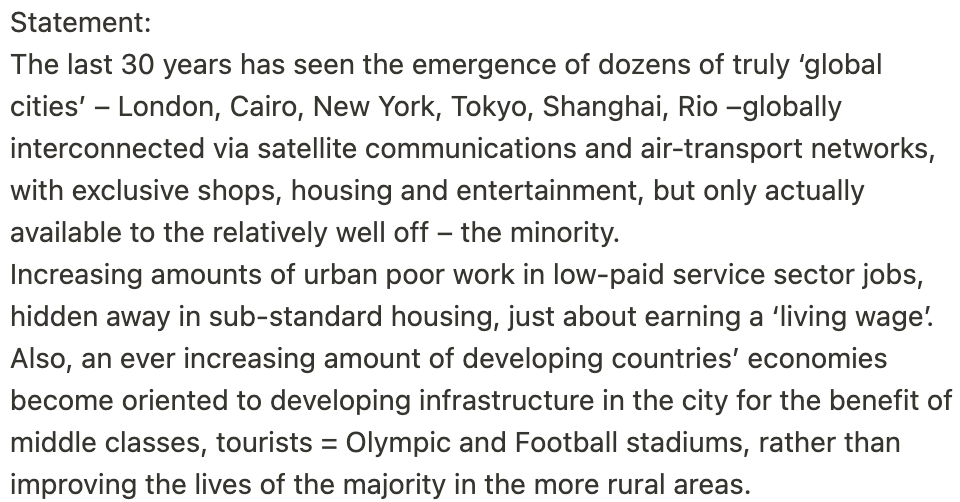 Statement:
The last 30 years has seen the emergence of dozens of truly ‘global
cities’ – London, Cairo, New York, Tokyo, Shanghai, Rio –globally
interconnected via satellite communications and air-transport networks,
with exclusive shops, housing and entertainment, but only actually
available to the relatively well off – the minority.
Increasing amounts of urban poor work in low-paid service sector jobs,
hidden away in sub-standard housing, just about earning a ‘living wage’.
Also, an ever increasing amount of developing countries’ economies
become oriented to developing infrastructure in the city for the benefit of
middle classes, tourists = Olympic and Football stadiums, rather than
improving the lives of the majority in the more rural areas.